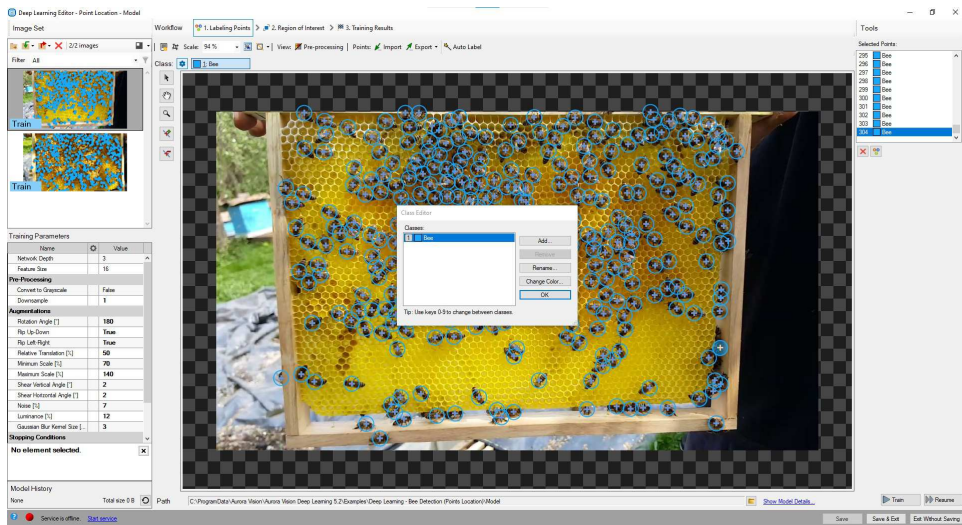 Deep Learning Editor - Point Location - Model
Image Set
Workflow
1. Labeling Points
2. Region of Interest
3. Training Results
Tools
2/2 images
Scale: 94 %
View:
Pre-processing
Points:
Import
Export
Auto Label
Selected Points:
Filter All
Class:
1: Bee
295 Bee
296 Bee
297 Bee
298 Bee
299 Bee
300 Bee
301 Bee
302 Bee
303 Bee
304 Bee
Train
Train
Class Editor
Classes:
1 Bee
Add...
Remove
Rename...
Change Color...
OK
Tip: Use keys 0-9 to change between classes.
Training Parameters
Name Value
Network Depth 3
Feature Size 16
Pre-Processing
Convert to Grayscale False
Downsample 1
Augmentations
Rotation Angle [°] 180
Flip Up-Down True
Flip Left-Right True
Relative Translation [%] 50
Minimum Scale [%] 70
Maximum Scale [%] 140
Shear Vertical Angle [°] 2
Shear Horizontal Angle [°] 2
Noise [%] 7
Luminance [%] 12
Gaussian Blur Kernel Size [... 3
Stopping Conditions
No element selected.
Model History
None
Total size 0 B
Path
C:\ProgramData\Aurora Vision\Aurora Vision Deep Learning 5.2\Examples\Deep Learning - Bee Detection (Points Location)\Model
Show Model Details...
Train
Resume
Service is offline.
Start service
Save
Save & Exit
Exit Without Saving